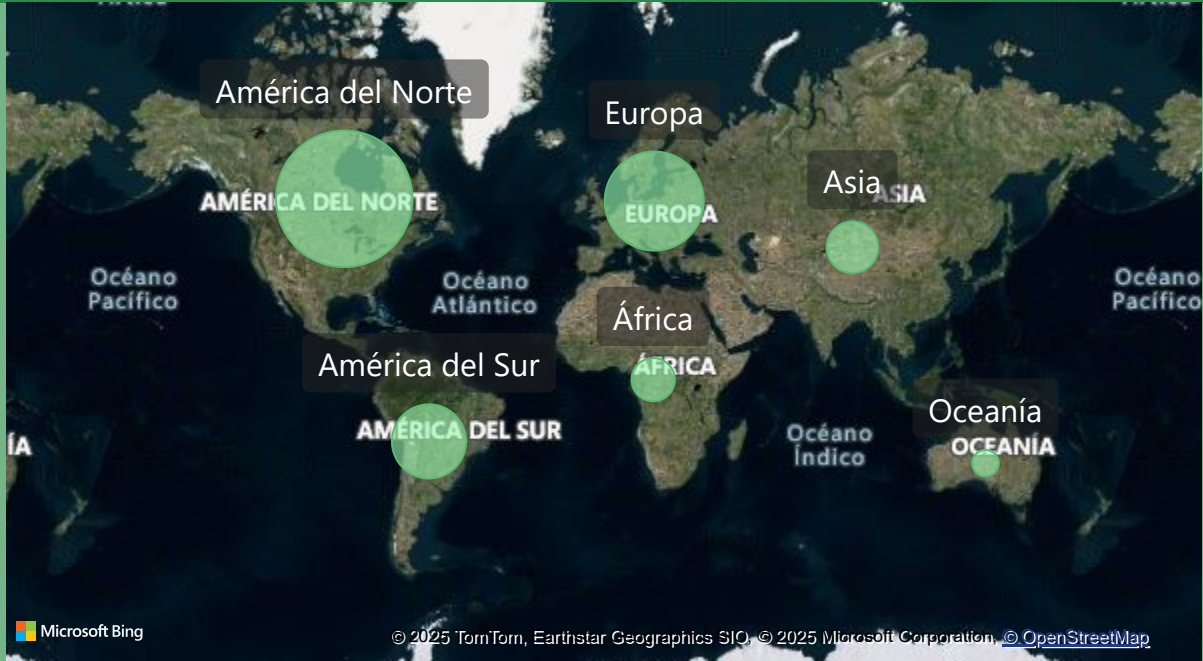 América del Norte
Europa
Asia
ASIA
AMÉRICA DEL NORTE
EUROPA
Océano
Pacífico
Océano
Atlántico
Océano
Pacífico
África
ÁFRICA
América del Sur
AMÉRICA DEL SUR
Oceanía
OCEANÍA
Océano
Índico
ÍA
Microsoft Bing
© 2025 TomTom, Earthstar Geographics SIO, © 2025 Microsoft Corporation, © OpenStreetMap